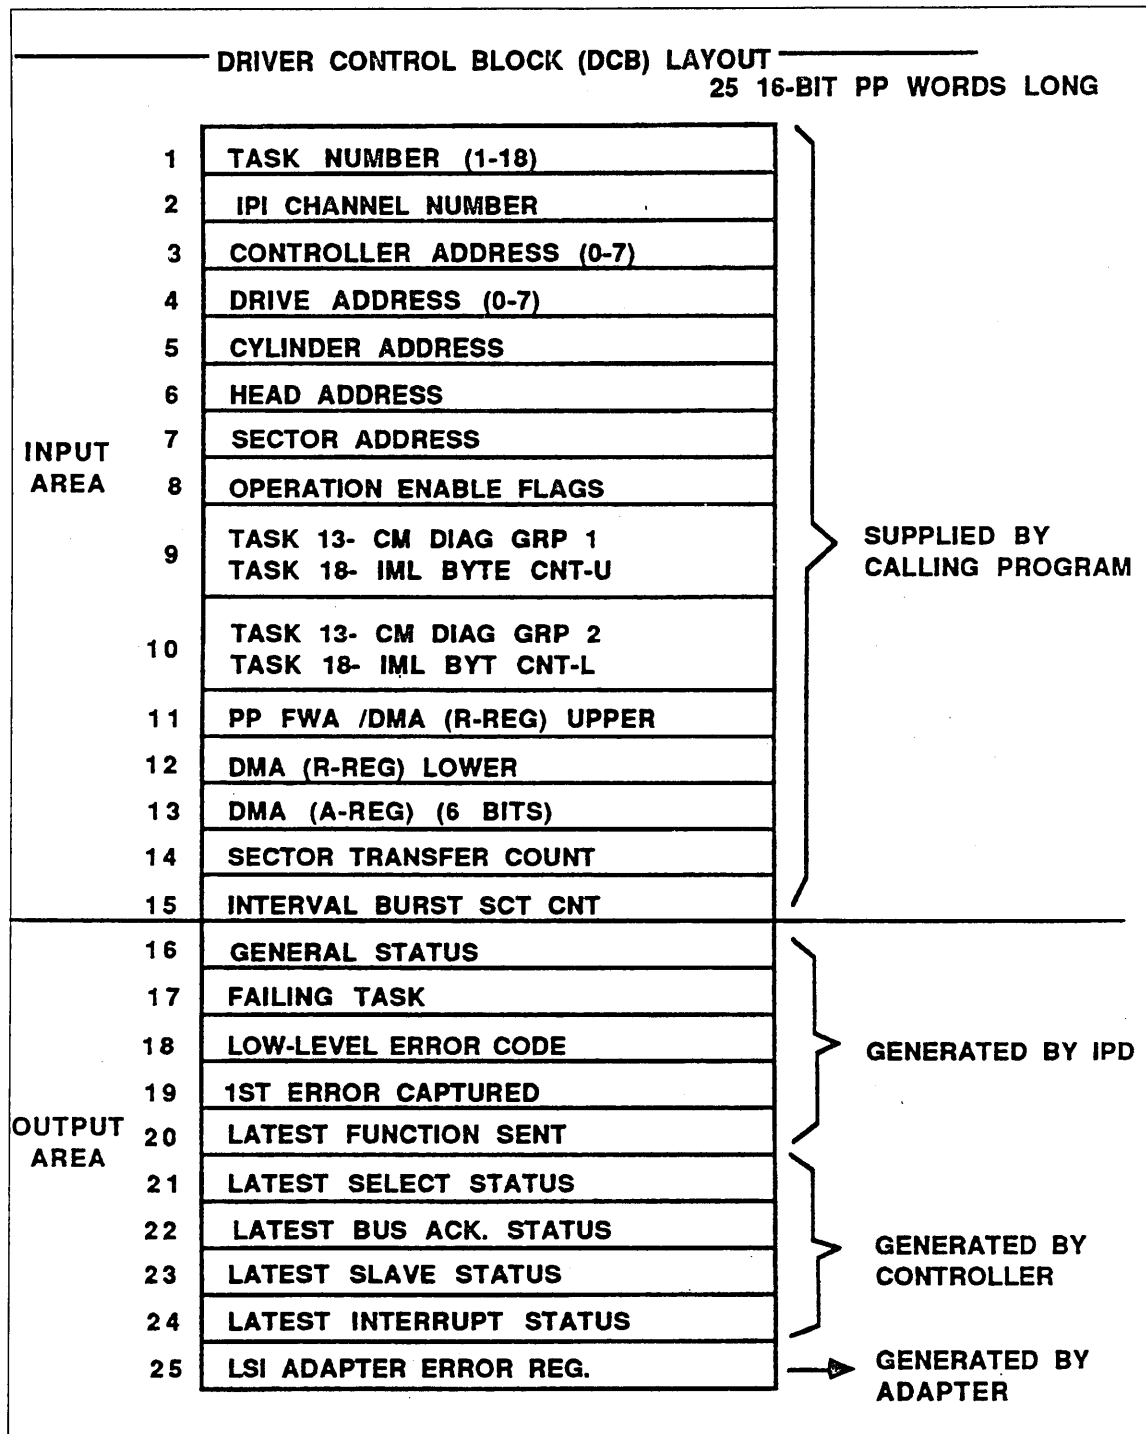 DRIVER CONTROL BLOCK (DCB) LAYOUT
25 16-BIT PP WORDS LONG
1 TASK NUMBER (1-18)
2 IPI CHANNEL NUMBER
3 CONTROLLER ADDRESS (0-7)
4 DRIVE ADDRESS (0-7)
5 CYLINDER ADDRESS
6 HEAD ADDRESS
7 SECTOR ADDRESS
INPUT
AREA
8 OPERATION ENABLE FLAGS
9 TASK 13- CM DIAG GRP 1
TASK 18- IML BYTE CNT-U
SUPPLIED BY
CALLING PROGRAM
10 TASK 13- CM DIAG GRP 2
TASK 18- IML BYT CNT-L
11 PP FWA /DMA (R-REG) UPPER
12 DMA (R-REG) LOWER
13 DMA (A-REG) (6 BITS)
14 SECTOR TRANSFER COUNT
15 INTERVAL BURST SCT CNT
16 GENERAL STATUS
17 FAILING TASK
18 LOW-LEVEL ERROR CODE
GENERATED BY IPD
19 1ST ERROR CAPTURED
OUTPUT
AREA
20 LATEST FUNCTION SENT
21 LATEST SELECT STATUS
22 LATEST BUS ACK. STATUS
23 LATEST SLAVE STATUS
GENERATED BY
CONTROLLER
24 LATEST INTERRUPT STATUS
25 LSI ADAPTER ERROR REG.
GENERATED BY
ADAPTER